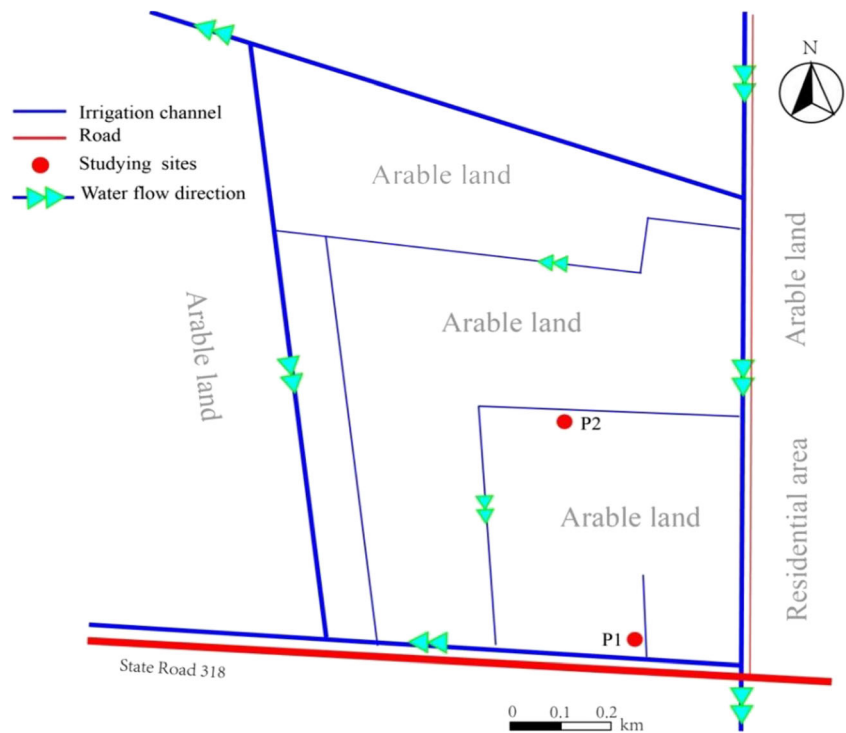 N
Irrigation channel
Road
Studying sites
Water flow direction
Arable land
Arable land
Arable land
Arable land
P2
Arable land
Residential area
P1
State Road 318
0 0.1 0.2
km